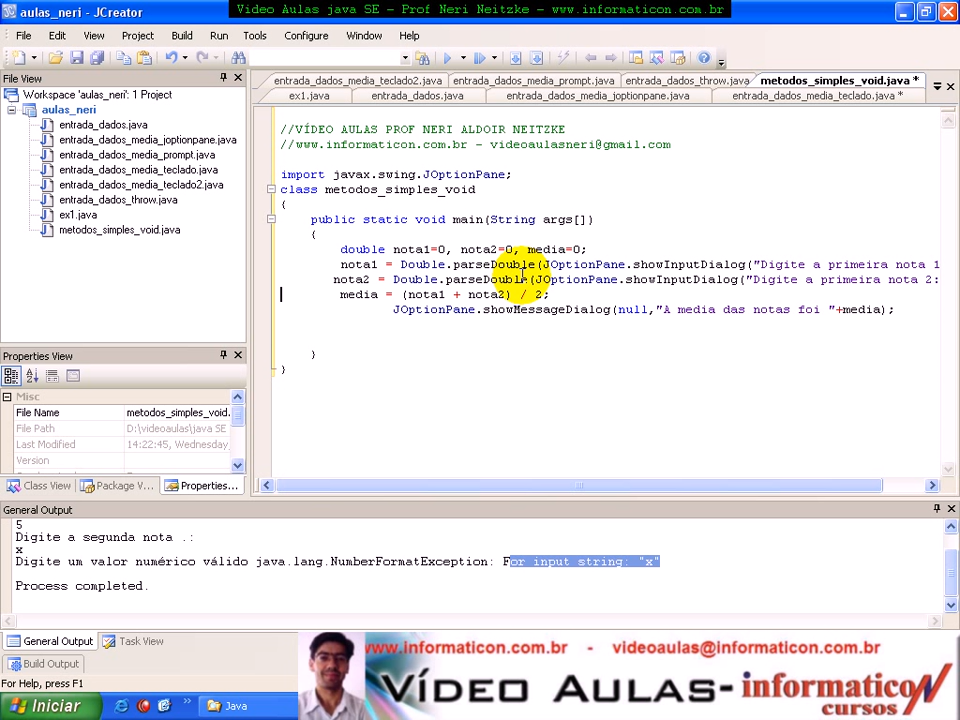 Video Aulas java SE - Prof Neri Neitzke - www.informaticon.com.br
aulas_neri - JCreator
File Edit View Project Build Run Tools Configure Window Help
File View
Workspace 'aulas_neri': 1 Project
aulas_neri
entrada_dados.java
entrada_dados_media_joptionpane.java
entrada_dados_media_prompt.java
entrada_dados_media_teclado.java
entrada_dados_media_teclado2.java
entrada_dados_throw.java
ex1.java
metodos_simples_void.java
entrada_dados_media_teclado2.java entrada_dados_media_prompt.java entrada_dados_throw.java metodos_simples_void.java *
ex1.java entrada_dados.java entrada_dados_media_joptionpane.java entrada_dados_media_teclado.java *
//VÍDEO AULAS PROF NERI ALDOIR NEITZKE
//www.informaticon.com.br - videoaulasneri@gmail.com
import javax.swing.JOptionPane;
class metodos_simples_void
{
public static void main(String args[])
{
double nota1=0, nota2=0, media=0;
nota1 = Double.parseDouble(JOptionPane.showInputDialog("Digite a primeira nota 1
nota2 = Double.parseDouble(JOptionPane.showInputDialog("Digite a primeira nota 2:
media = (nota1 + nota2) / 2;
JOptionPane.showMessageDialog(null,"A media das notas foi "+media);
}
}
Properties View
Misc
File Name metodos_simples_void.
File Path D:\videoaulas\java SE
Last Modified 14:22:45, Wednesday,
Version
Class View Package V... Properties...
General Output
5
Digite a segunda nota .:
x
Digite um valor numérico válido java.lang.NumberFormatException: For input string: "x"
Process completed.
General Output Task View
Build Output
For Help, press F1
Iniciar
Java
www.informaticon.com.br - videoaulas@informaticon.com.br
VÍDEO AULAS- informaticon
cursos